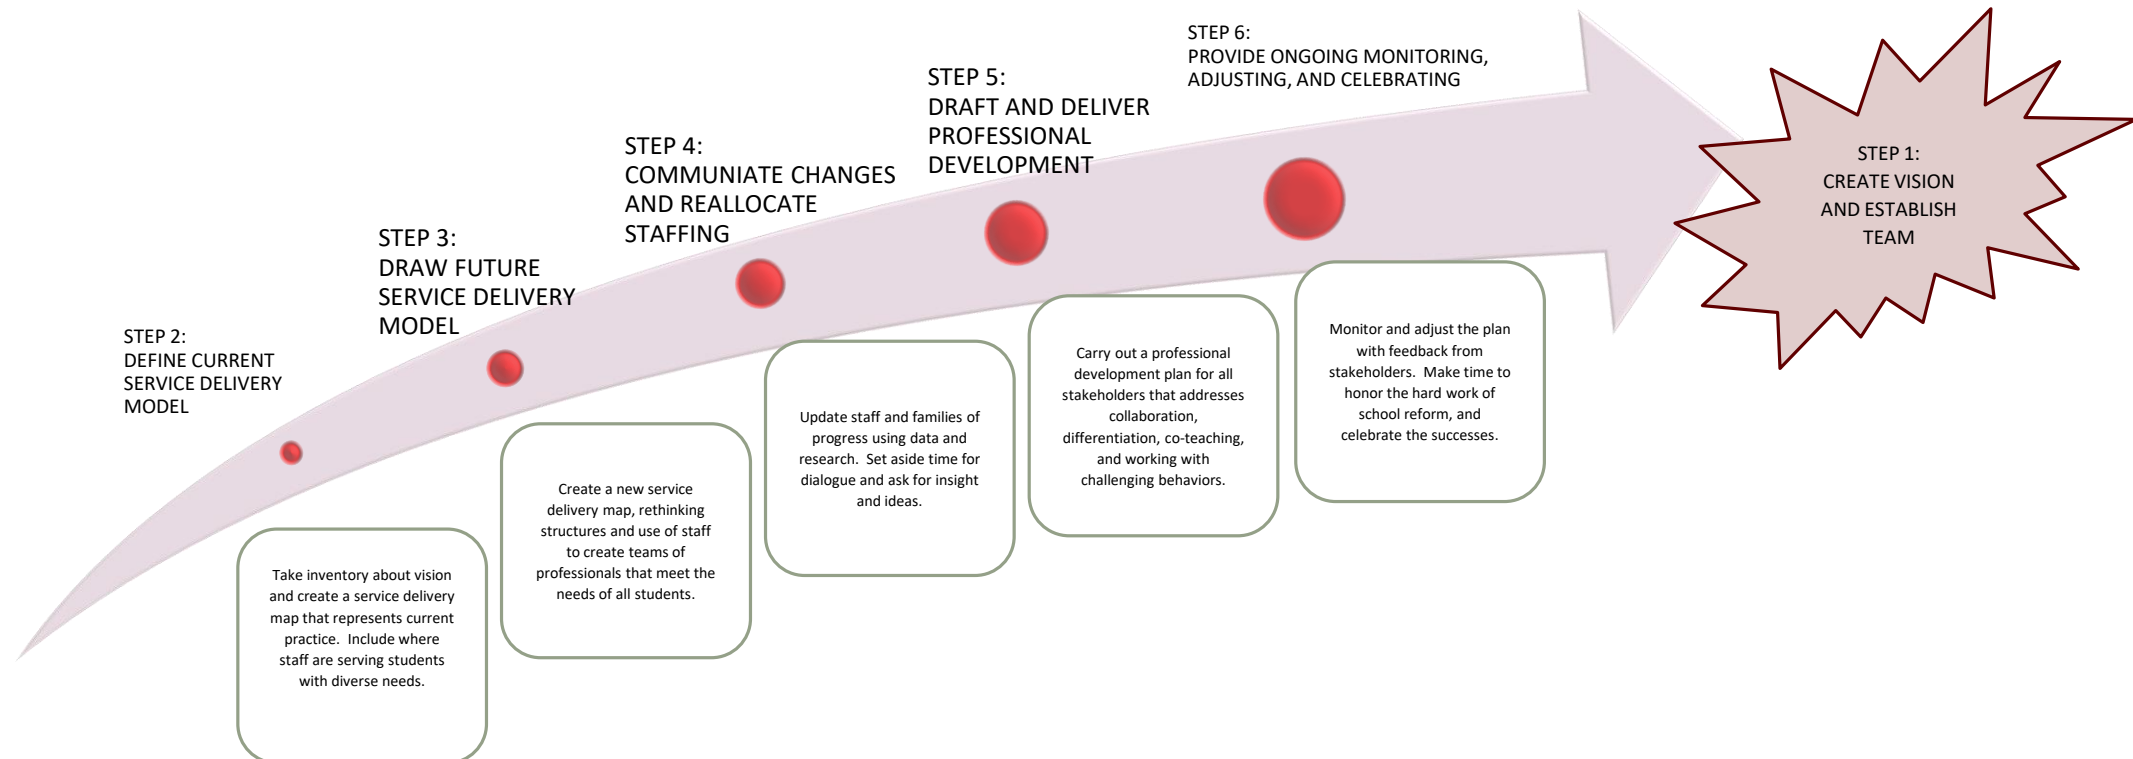 STEP 2:
DEFINE CURRENT
SERVICE DELIVERY
MODEL
Take inventory about vision
and create a service delivery
map that represents current
practice.  Include where
staff are serving students
with diverse needs.
STEP 3:
DRAW FUTURE
SERVICE DELIVERY
MODEL
Create a new service
delivery map, rethinking
structures and use of staff
to create teams of
professionals that meet the
needs of all students.
STEP 4:
COMMUNIATE CHANGES
AND REALLOCATE
STAFFING
Update staff and families of
progress using data and
research.  Set aside time for
dialogue and ask for insight
and ideas.
STEP 5:
DRAFT AND DELIVER
PROFESSIONAL
DEVELOPMENT
Carry out a professional
development plan for all
stakeholders that addresses
collaboration,
differentiation, co-teaching,
and working with
challenging behaviors.
STEP 6:
PROVIDE ONGOING MONITORING,
ADJUSTING, AND CELEBRATING
Monitor and adjust the plan
with feedback from
stakeholders.  Make time to
honor the hard work of
school reform, and
celebrate the successes.
STEP 1:
CREATE VISION
AND ESTABLISH
TEAM